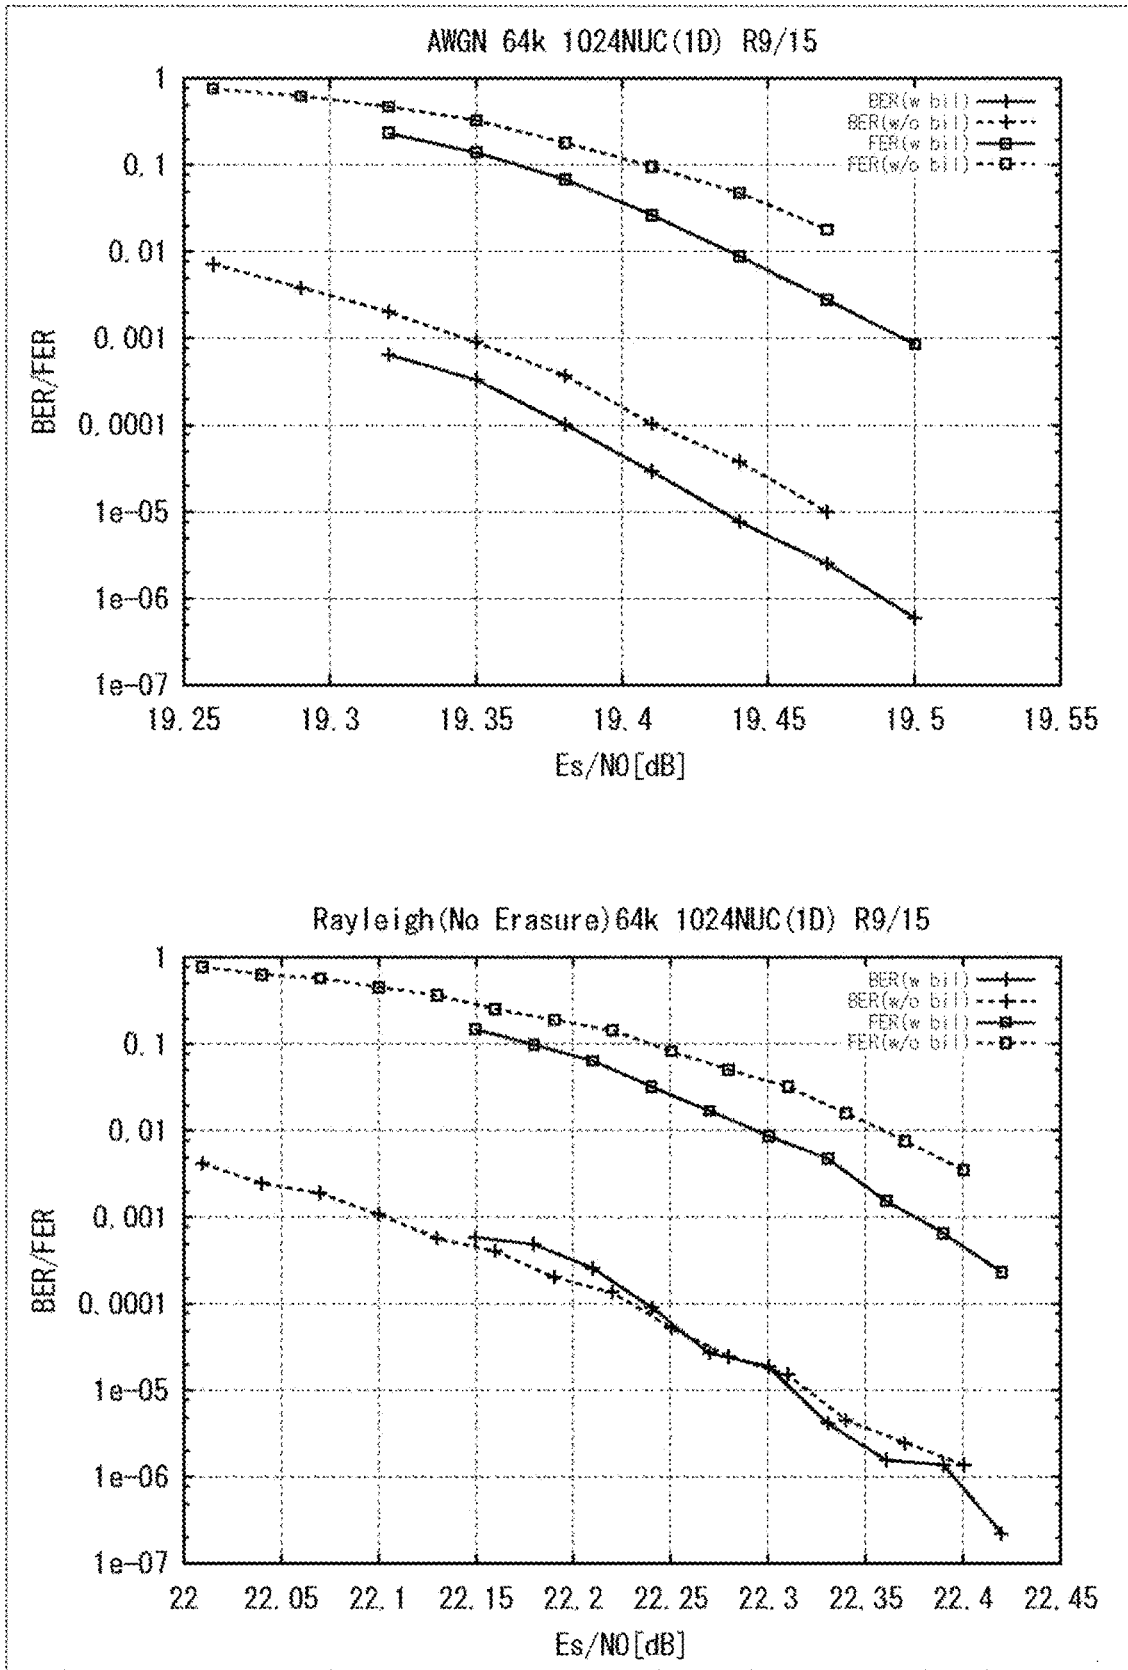 AWGN 64k 1024NUC(1D) R9/15
BER(w bil)
BER(w/o bil)
FER(w bil)
FER(w/o bil)
1
0.1
0.01
0.001
0.0001
1e-05
1e-06
1e-07
BER/FER
19.25 19.3 19.35 19.4 19.45 19.5 19.55
Es/N0[dB]
Rayleigh(No Erasure)64k 1024NUC(1D) R9/15
BER(w bil)
BER(w/o bil)
FER(w bil)
FER(w/o bil)
1
0.1
0.01
0.001
0.0001
1e-05
1e-06
1e-07
BER/FER
22 22.05 22.1 22.15 22.2 22.25 22.3 22.35 22.4 22.45
Es/N0[dB]